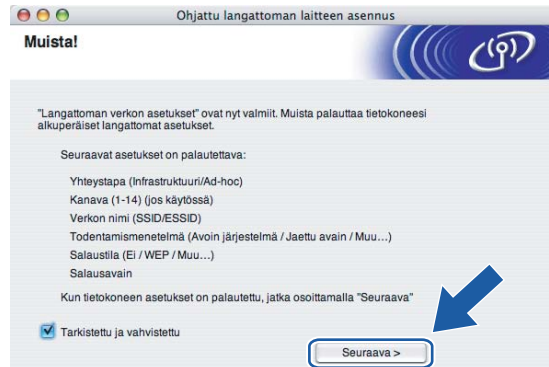 Ohjattu langattoman laitteen asennus
Muista!
"Langattoman verkon asetukset" ovat nyt valmiit. Muista palauttaa tietokoneesi
alkuperäiset langattomat asetukset.
Seuraavat asetukset on palautettava:
Yhteystapa (Infrastruktuuri/Ad-hoc)
Kanava (1-14) (jos käytössä)
Verkon nimi (SSID/ESSID)
Todentamismenetelmä (Avoin järjestelmä / Jaettu avain / Muu...)
Salaustila (Ei / WEP / Muu...)
Salausavain
Kun tietokoneen asetukset on palautettu, jatka osoittamalla "Seuraava"
Tarkistettu ja vahvistettu
Seuraava >